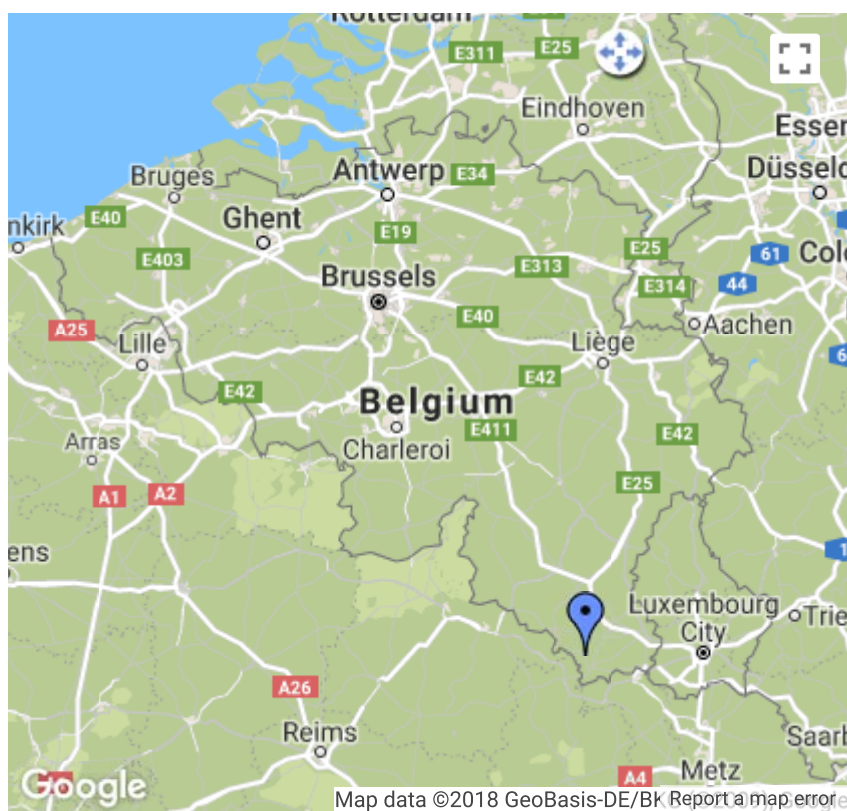 Rotterdam
E311
E25
Eindhoven
Essen
Antwerp
E34
Düsseld
Bruges
nkirk
E40
Ghent
E19
E403
E313
E25
61
Colo
E314
44
Brussels
E40
A25
Lille
Aachen
Liège
E42
E42
Belgium
Arras
Charleroi
E411
E42
A1
A2
E25
ens
1
Luxembourg
City
Trie
A26
Reims
Saarb
Metz
A4
Google
Map data ©2018 GeoBasis-DE/BK
Report a map error